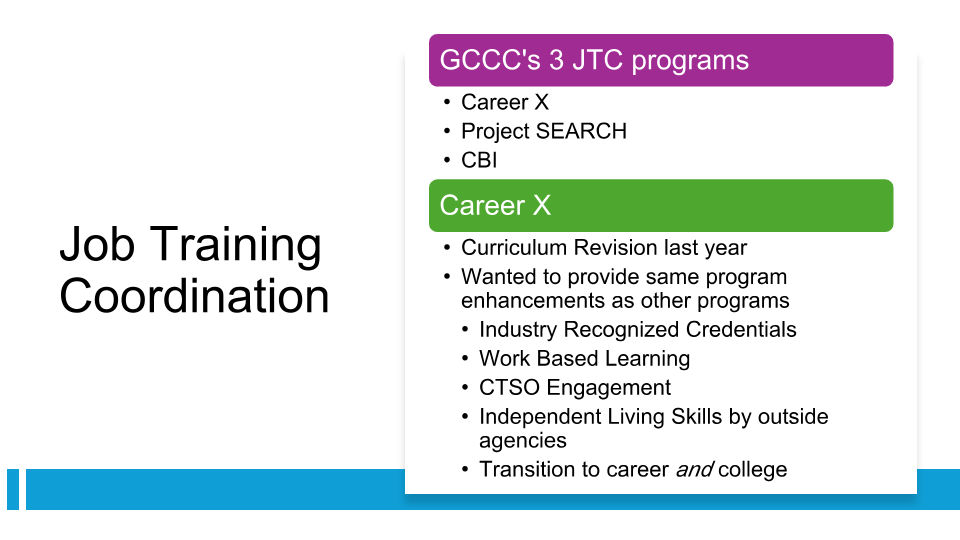 Job Training
Coordination
GCCC's 3 JTC programs
• Career X
• Project SEARCH
• CBI
Career X
• Curriculum Revision last year
• Wanted to provide same program
enhancements as other programs
• Industry Recognized Credentials
• Work Based Learning
• CTSO Engagement
• Independent Living Skills by outside
agencies
• Transition to career and college